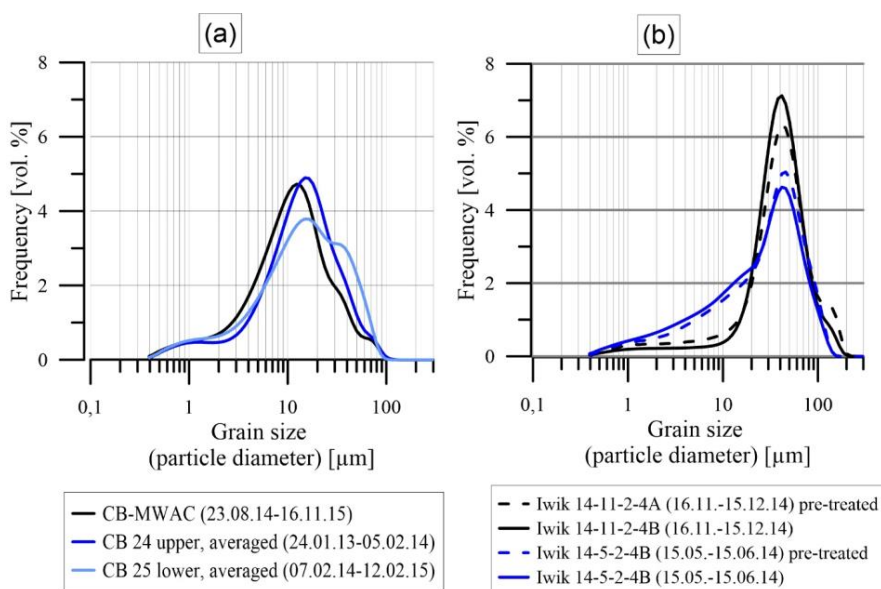 (a)
8
6
4
2
0
Frequency [vol. %]
0,1 1 10 100
Grain size
(particle diameter) [µm]
CB-MWAC (23.08.14-16.11.15)
CB 24 upper, averaged (24.01.13-05.02.14)
CB 25 lower, averaged (07.02.14-12.02.15)
(b)
8
6
4
2
0
Frequency [vol. %]
0,1 1 10 100
Grain size
(particle diameter) [µm]
Iwik 14-11-2-4A (16.11.-15.12.14) pre-treated
Iwik 14-11-2-4B (16.11.-15.12.14)
Iwik 14-5-2-4B (15.05.-15.06.14) pre-treated
Iwik 14-5-2-4B (15.05.-15.06.14)